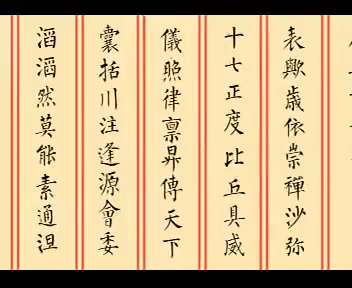 表歟歲依崇禪沙弥
十七正度比丘具威
儀照律稟昇傳天下
囊括川注逢源會委
滔滔然莫能素通涅